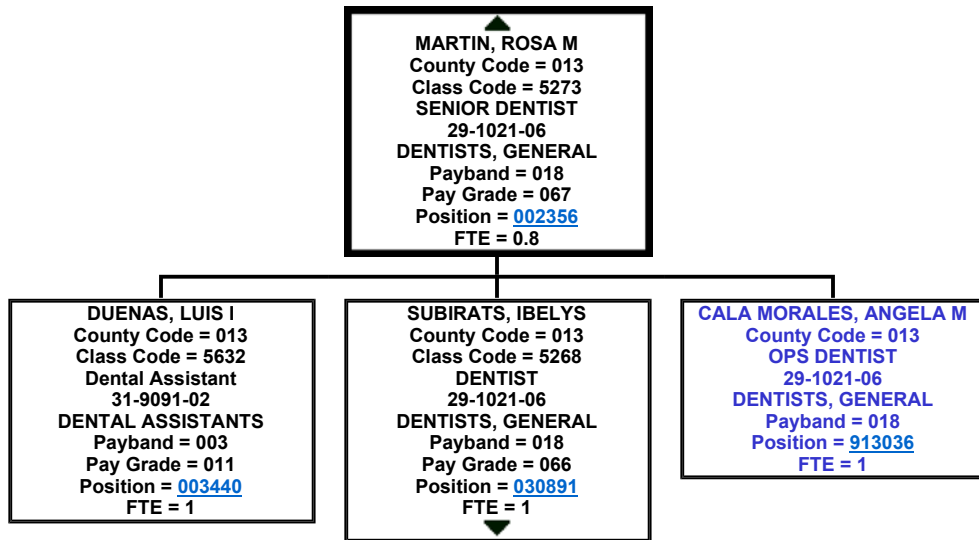 MARTIN, ROSA M
County Code = 013
Class Code = 5273
SENIOR DENTIST
29-1021-06
DENTISTS, GENERAL
Payband = 018
Pay Grade = 067
Position = 002356
FTE = 0.8
DUENAS, LUIS I
County Code = 013
Class Code = 5632
Dental Assistant
31-9091-02
DENTAL ASSISTANTS
Payband = 003
Pay Grade = 011
Position = 003440
FTE = 1
SUBIRATS, IBELYS
County Code = 013
Class Code = 5268
DENTIST
29-1021-06
DENTISTS, GENERAL
Payband = 018
Pay Grade = 066
Position = 030891
FTE = 1
CALA MORALES, ANGELA M
County Code = 013
OPS DENTIST
29-1021-06
DENTISTS, GENERAL
Payband = 018
Position = 913036
FTE = 1